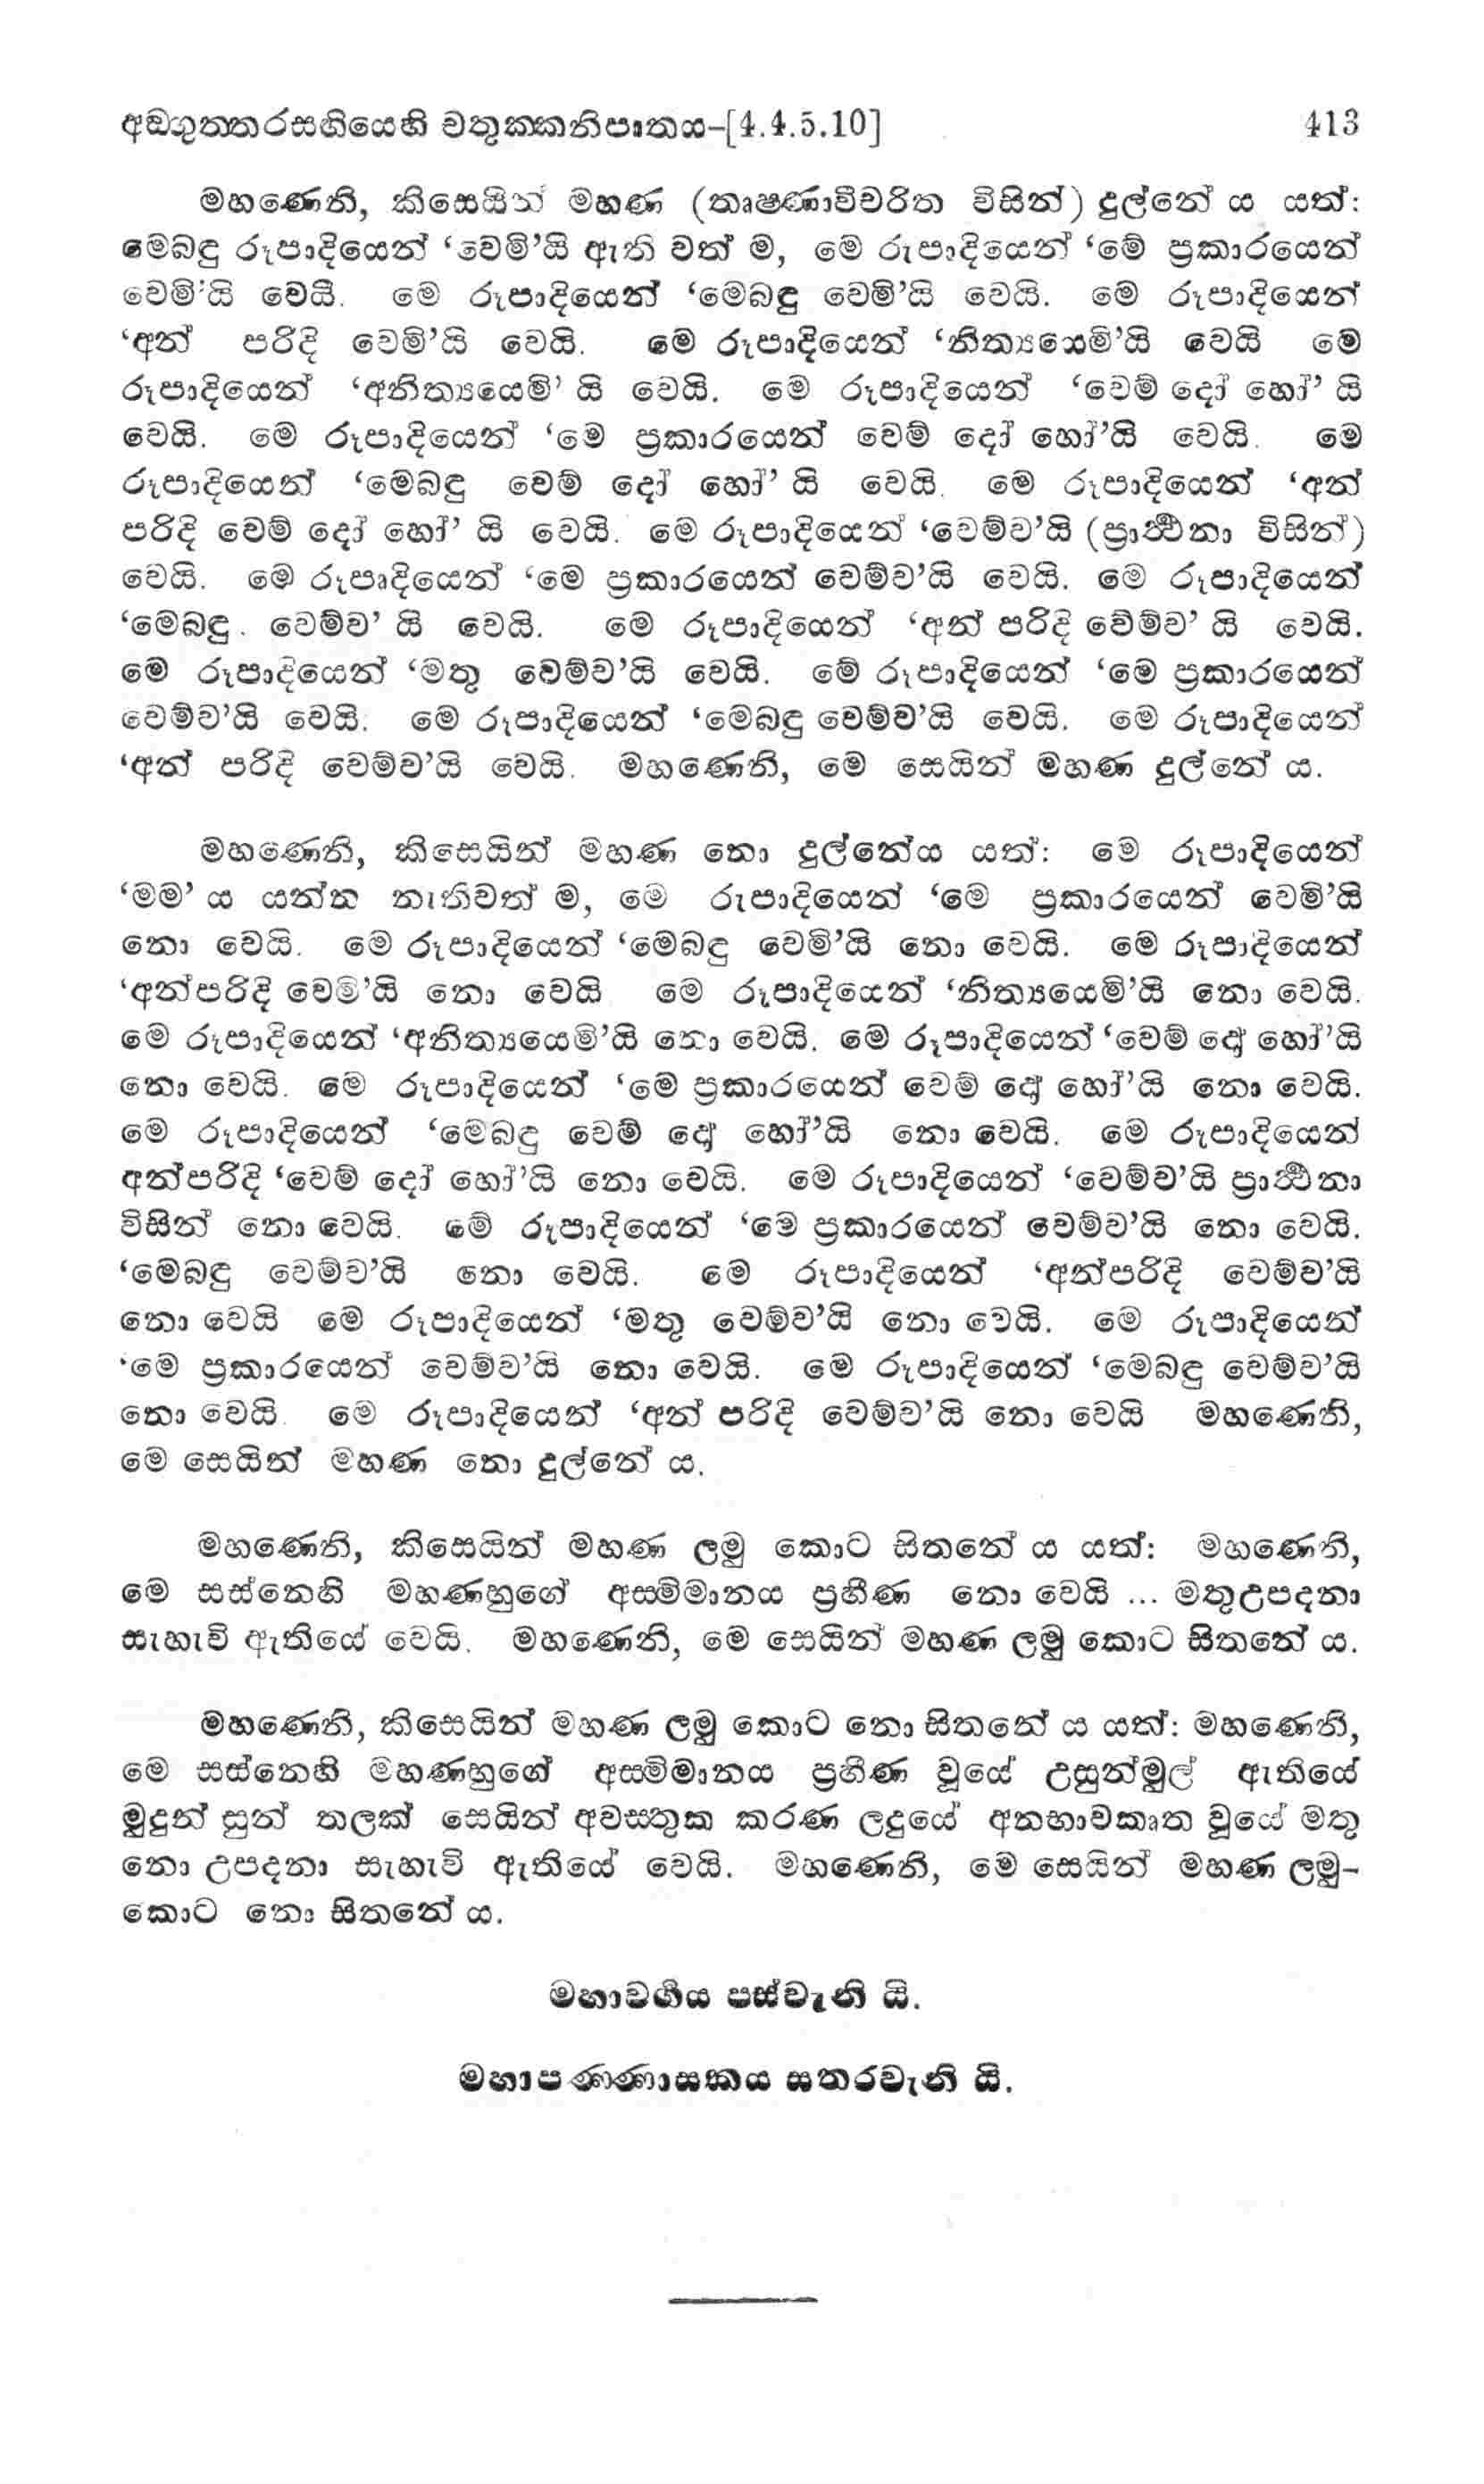 අඞ්ගුත්තරසඟියෙහි චතුක්කනිපාතය–[4.4.5.10] 413
මහණෙනි, කිසෙයින් මහණ (තෘෂ්ණාවිචරිත විසින්) දුල්නේ ය යත්:
මෙබඳු රූපාදියෙන් ‘වෙමි’යි ඇති වත් ම, මේ රූපාදියෙන් ‘මේ ප්‍රකාරයෙන්
වෙමි’යි වෙයි. මේ රූපාදියෙන් ‘මෙබඳු වෙමි’යි වෙයි. මේ රූපාදියෙන්
‘අන් පරිදි වෙමි’යි වෙයි. මේ රූපාදියෙන් ‘නිත්‍යයෙමි’යි වෙයි මේ
රූපාදියෙන් ‘අනිත්‍යයෙමි’ යි වෙයි. මේ රූපාදියෙන් ‘වෙම් දෝ හෝ’ යි
වෙයි. මේ රූපාදියෙන් ‘මේ ප්‍රකාරයෙන් වෙම් දෝ හෝ’යි වෙයි. මේ
රූපාදියෙන් ‘මෙබඳු වෙම් දෝ හෝ’ යි වෙයි. මේ රූපාදියෙන් ‘අන්
පරිදි වෙම් දෝ හෝ’ යි වෙයි. මේ රූපාදියෙන් ‘වෙම්ව’යි (ප්‍රාර්‍ථනා විසින්)
වෙයි. මේ රූපාදියෙන් ‘මේ ප්‍රකාරයෙන් වෙම්ව’යි වෙයි. මේ රූපාදියෙන්
‘මෙබඳු. වෙම්ව’ යි වෙයි. මේ රූපාදියෙන් ‘අන් පරිදි වේම්ව’ යි වෙයි.
මේ රූපාදියෙන් ‘මතු වෙම්ව’යි වෙයි. මේ රූපාදියෙන් ‘මේ ප්‍රකාරයෙන්
වෙම්ව’යි වෙයි. මේ රූපාදියෙන් ‘මෙබඳු වෙම්ව’යි වෙයි. මේ රූපාදියෙන්
‘අන් පරිදි වෙම්ව’යි වෙයි. මහණෙනි, මේ සෙයින් මහණ දුල්නේ ය.
මහණෙනි, කිසෙයින් මහණ නො දුල්නේය යත්: මේ රූපාදියෙන්
‘මම’ ය යන්න නැතිවත් ම, මේ රූපාදියෙන් ‘මේ ප්‍රකාරයෙන් වෙමි’යි
නො වෙයි. මේ රූපාදියෙන් ‘මෙබඳු වෙමි’යි නො වෙයි. මේ රූපාදියෙන්
‘අන්පරිදි වෙමි’යි නො වෙයි මේ රූපාදියෙන් ‘නිත්‍යයෙමි’යි නො වෙයි.
මේ රූපාදියෙන් ‘අනිත්‍යයෙමි’යි නො වෙයි. මේ රූපාදියෙන් ‘වෙම් දෝ හෝ’යි
නො වෙයි. මේ රූපාදියෙන් ‘මේ ප්‍රකාරයෙන් වෙම් දෝ හෝ’යි නො වෙයි.
මේ රූපාදියෙන් ‘මෙබඳු වෙම් දෝ හෝ’යි නො වෙයි. මේ රූපාදියෙන්
අන්පරිදි ‘වෙම් දෝ හෝ’යි නො වෙයි. මේ රූපාදියෙන් ‘වෙම්ව’යි ප්‍රාර්‍ථනා
විසින් නො වෙයි. මේ රූපාදියෙන් ‘මේ ප්‍රකාරයෙන් වෙම්ව’යි නො වෙයි.
‘මෙබඳු වෙම්ව’යි නො වෙයි. මේ රූපාදියෙන් ‘අන්පරිදි වෙම්ව’යි
නො වෙයි මේ රූපාදියෙන් ‘මතු වෙම්ව’යි නො වෙයි. මේ රූපාදියෙන්
‘මේ ප්‍රකාරයෙන් වෙම්ව’යි නො වෙයි. මේ රූපාදියෙන් ‘මෙබඳු වෙම්ව’යි
නො වෙයි. මේ රූපාදියෙන් ‘අන් පරිදි වෙම්ව’යි නො වෙයි මහණෙනි,
මේ සෙයින් මහණ නො දුල්නේ ය.
මහණෙනි, කිසෙයින් මහණ ලමු කොට සිතනේ ය යත්: මහණෙනි,
මේ සස්නෙහි මහණහුගේ අස්මිමානය ප්‍රහීණ නො වෙයි ... මතුඋපදනා
සැහැවි ඇතියේ වෙයි. මහණෙනි, මේ සෙයින් මහණ ලමු කොට සිතනේ ය.
මහණෙනි, කිසෙයින් මහණ ලමු කොට නො සිතනේ ය යත්: මහණෙනි,
මේ සස්නෙහි මහණහුගේ අස්මිමානය ප්‍රහීණ වූයේ උසුන්මුල් ඇතියේ
මුදුන් සුන් තලක් සෙයින් අවස්තුක කරණ ලදුයේ අනභාවකෘත වූයේ මතු
නො උපදනා සැහැවි ඇතියේ වෙයි. මහණෙනි, මේ සෙයින් මහණ ලමු-
කොට නො සිතනේ ය.
මහාවර්‍ගය පස්වැනි යි.
මහාපණ්ණාසකය සතරවැනි යි.